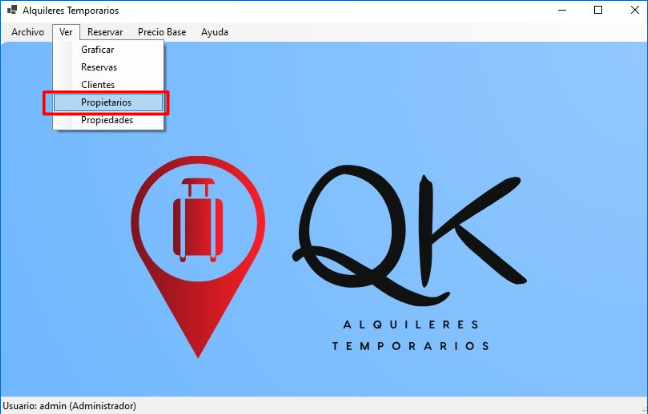 Alquileres Temporarios
Archivo Ver Reservar Precio Base Ayuda
Graficar
Reservas
Clientes
Propietarios
Propiedades
QK
ALQUILERES
TEMPORARIOS
Usuario: admin (Administrador)